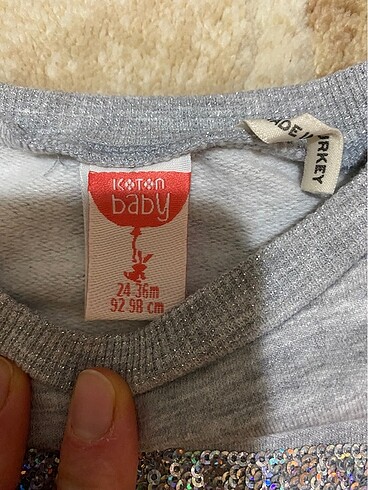 KOTON
baby
24-36m
92-98 cm
MADE IN
TURKEY